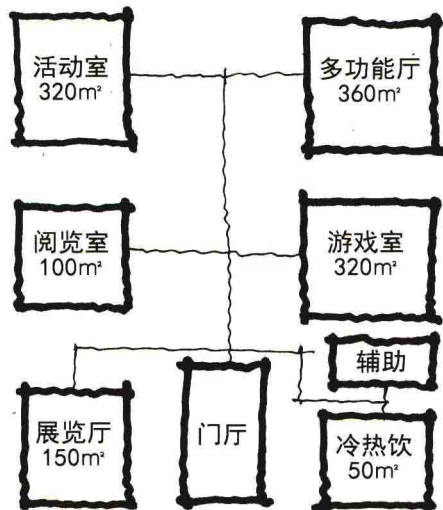 活动室
320m²
多功能厅
360m²
阅览室
100m²
游戏室
320m²
辅助
展览厅
150m²
门厅
冷热饮
50m²